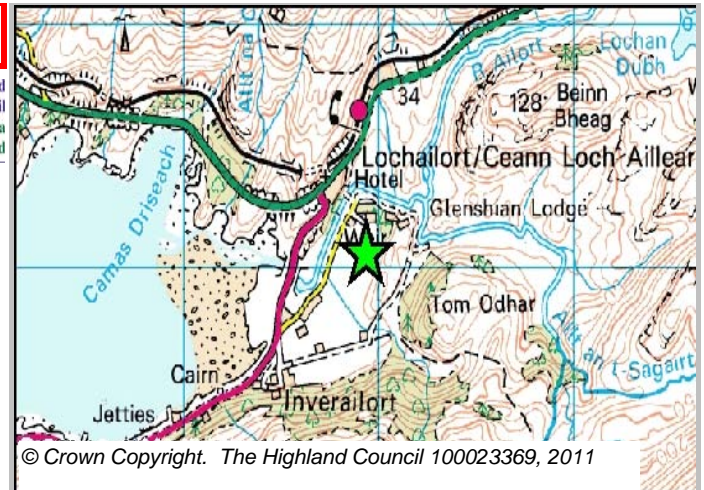 Allt na C
R. Ailort
Lochan
Dubh
34
128
Beinn
Bheag
Lochailort/Ceann Loch Aillear
Hotel
Glenshian Lodge
Camas Driseach
Tom Odhar
Allt an t-Sagairt
Cairn
Jetties
Inverailort
200
© Crown Copyright. The Highland Council 100023369, 2011